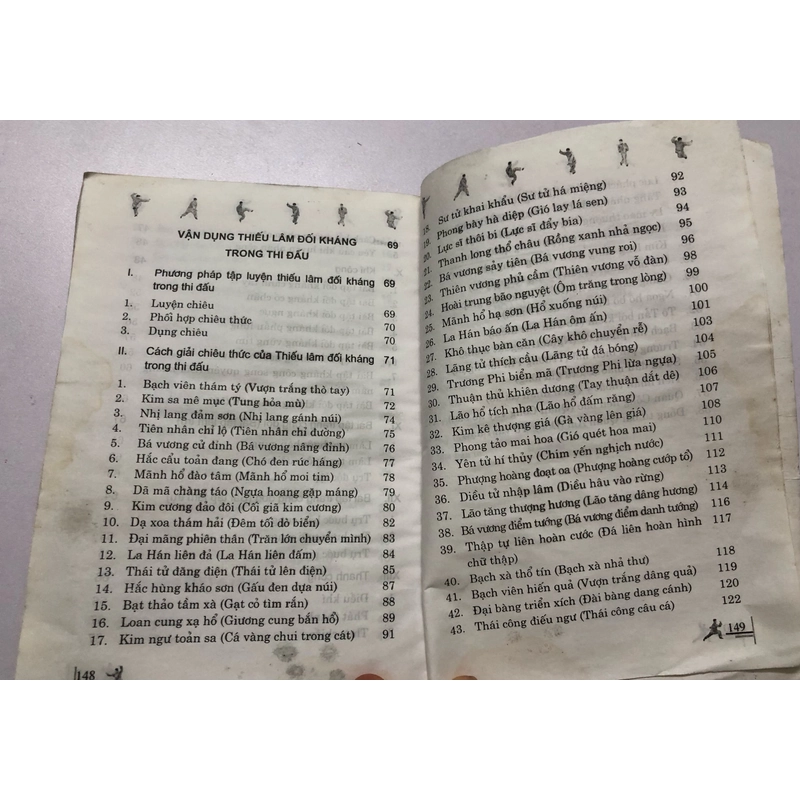 VẬN DỤNG THIẾU LÂM ĐỐI KHÁNG 69
TRONG THI ĐẤU
I. Phương pháp tập luyện thiếu lâm đối kháng 69
trong thi đấu
1. Luyện chiêu 69
2. Phối hợp chiêu thức 70
3. Dụng chiêu 70
II. Cách giải chiêu thức của Thiếu lâm đối kháng 71
trong thi đấu
1. Bạch viên thám tý (Vượn trắng thò tay) 71
2. Kim sa mê mục (Tung hỏa mù) 72
3. Nhị lang đảm sơn (Nhị lang gánh núi) 74
4. Tiên nhân chỉ lộ (Tiên nhân chỉ đường) 75
5. Bá vương cử đỉnh (Bá vương nâng đỉnh) 76
6. Hắc cẩu toản đang (Chó đen rúc háng) 77
7. Mãnh hổ đào tâm (Mãnh hổ moi tim) 78
8. Dã mã chàng táo (Ngựa hoang gặp máng) 79
9. Kim cương đảo đôi (Cối giã kim cương) 80
10. Dạ xoa thám hải (Đêm tối dò biển) 82
11. Đại mãng phiên thân (Trăn lớn chuyển mình) 83
12. La Hán liên đả (La Hán liên đấm) 84
13. Thái tử đăng điện (Thái tử lên điện) 85
14. Hắc hùng kháo sơn (Gấu đen dựa núi) 87
15. Bạt thảo tầm xà (Gạt cỏ tìm rắn) 88
16. Loan cung xạ hổ (Giương cung bắn hổ) 89
17. Kim ngư toản sa (Cá vàng chui trong cát) 91
148
18. Sư tử khai khẩu (Sư tử há miệng) 92
19. Phong bày hà diệp (Gió lay lá sen) 93
20. Lực sĩ thôi bi (Lực sĩ đẩy bia) 94
21. Thanh long thổ châu (Rồng xanh nhả ngọc) 95
22. Bá vương sảy tiên (Bá vương vung roi) 96
23. Thiên vương phủ cầm (Thiên vương vỗ đàn) 98
24. Hoài trung bão nguyệt (Ôm trăng trong lòng) 99
25. Mãnh hổ hạ sơn (Hổ xuống núi) 100
26. La Hán báo ấn (La Hán ôm ấn) 101
27. Khô thục bàn căn (Cây khô chuyển rễ) 103
28. Lãng tử thích cầu (Lãng tử đá bóng) 104
29. Trương Phi biển mã (Trương Phi lừa ngựa) 105
30. Thuận thủ khiên dương (Tay thuận dắt dê) 106
31. Lão hổ tích nha (Lão hổ đấm răng) 107
32. Kim kê thượng giá (Gà vàng lên giá) 108
33. Phong tảo mai hoa (Gió quét hoa mai) 110
34. Yên tử hí thủy (Chim yến nghịch nước) 111
35. Phượng hoàng đoạt oa (Phượng hoàng cướp tổ) 112
36. Diều tử nhập lâm (Diều hâu vào rừng) 113
37. Lão tăng thượng hương (Lão tăng dâng hương) 114
38. Bá vương điểm tướng (Bá vương điểm danh tướng) 116
39. Thập tự liên hoàn cước (Đá liên hoàn hình 117
chữ thập)
40. Bạch xà thổ tín (Bạch xà nhả thư) 118
41. Bạch viên hiến quả (Vượn trắng dâng quả) 119
42. Đại bàng triển xích (Đài bàng dang cánh) 120
43. Thái công điếu ngư (Thái công câu cá) 122
149